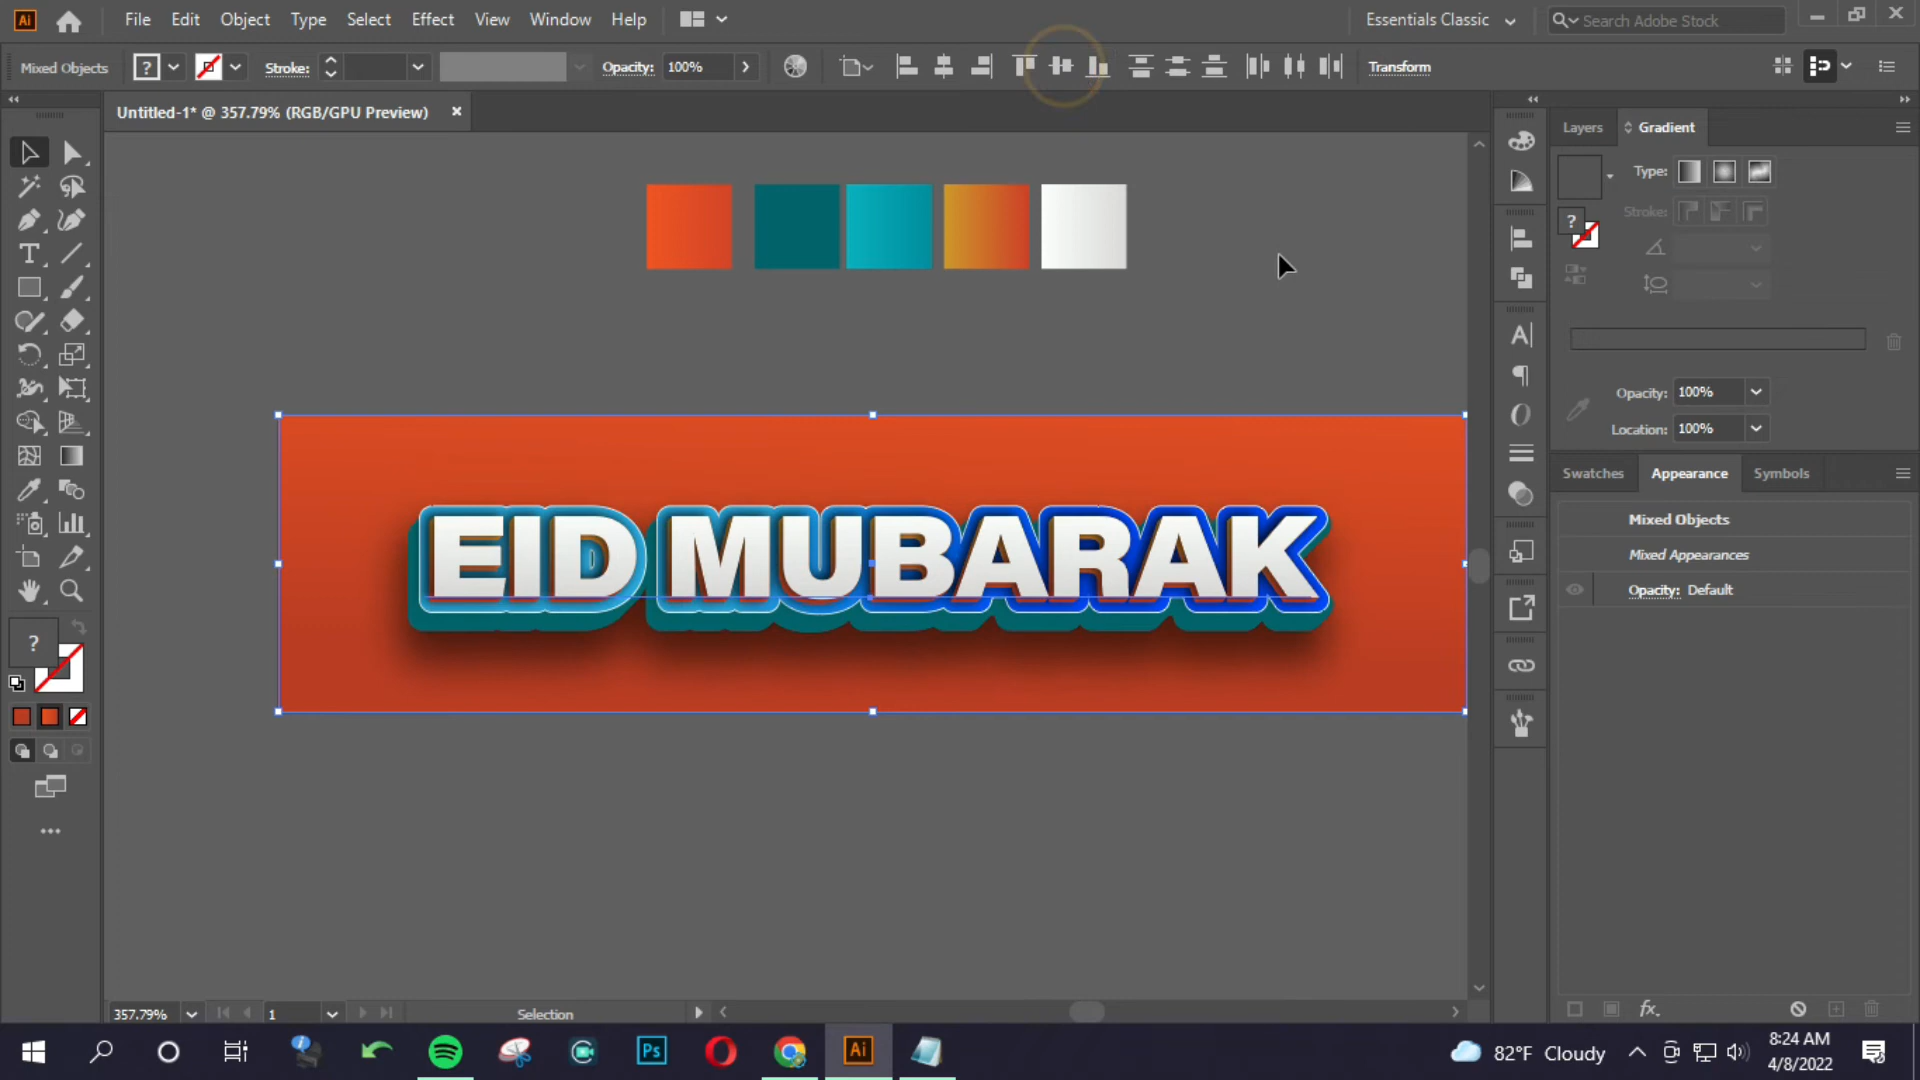 Ai File Edit Object Type Select Effect View Window Help Essentials Classic Search Adobe Stock
Mixed Objects ? Stroke: Opacity: 100% Transform
Untitled-1* @ 357.79% (RGB/GPU Preview) ×
Layers Gradient
Type:
Stroke:
?
Opacity: 100%
Location: 100%
Swatches Appearance Symbols
Mixed Objects
Mixed Appearances
Opacity: Default
EID MUBARAK
?
fx.
357.79% 1 Selection
Ps Ai 82°F Cloudy 8:24 AM
4/8/2022